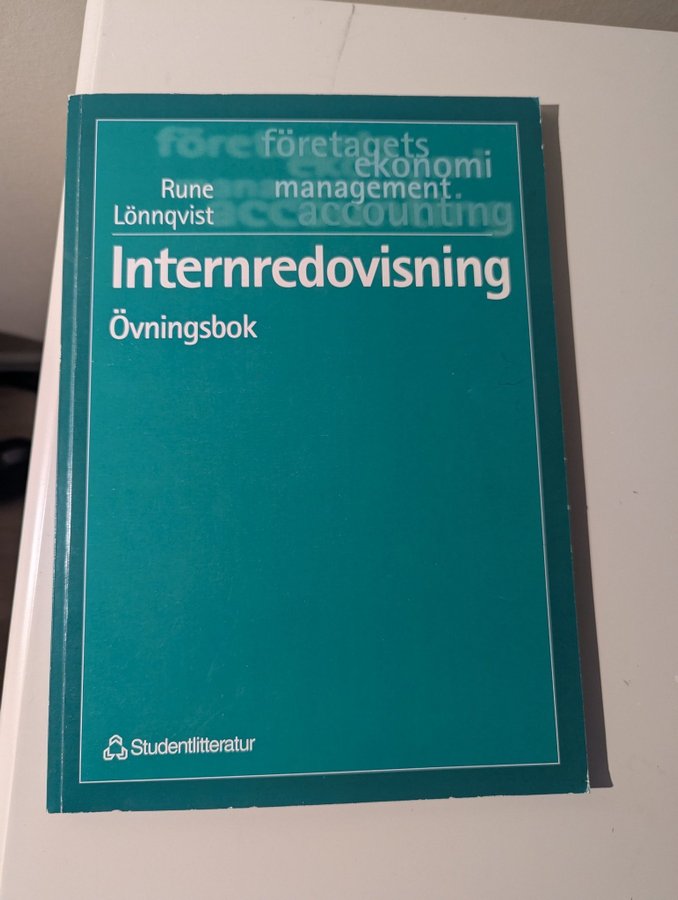 företagets
ekonomi
management
accounting
Rune
Lönnqvist
Internredovisning
Övningsbok
Studentlitteratur